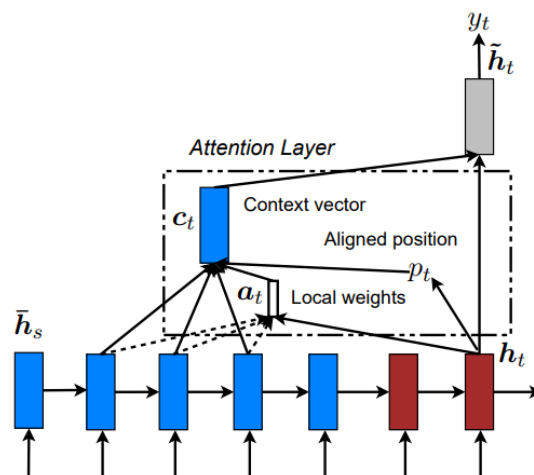 y_t
h̃_t
Attention Layer
c_t
Context vector
Aligned position
p_t
a_t
Local weights
h̄_s
h_t